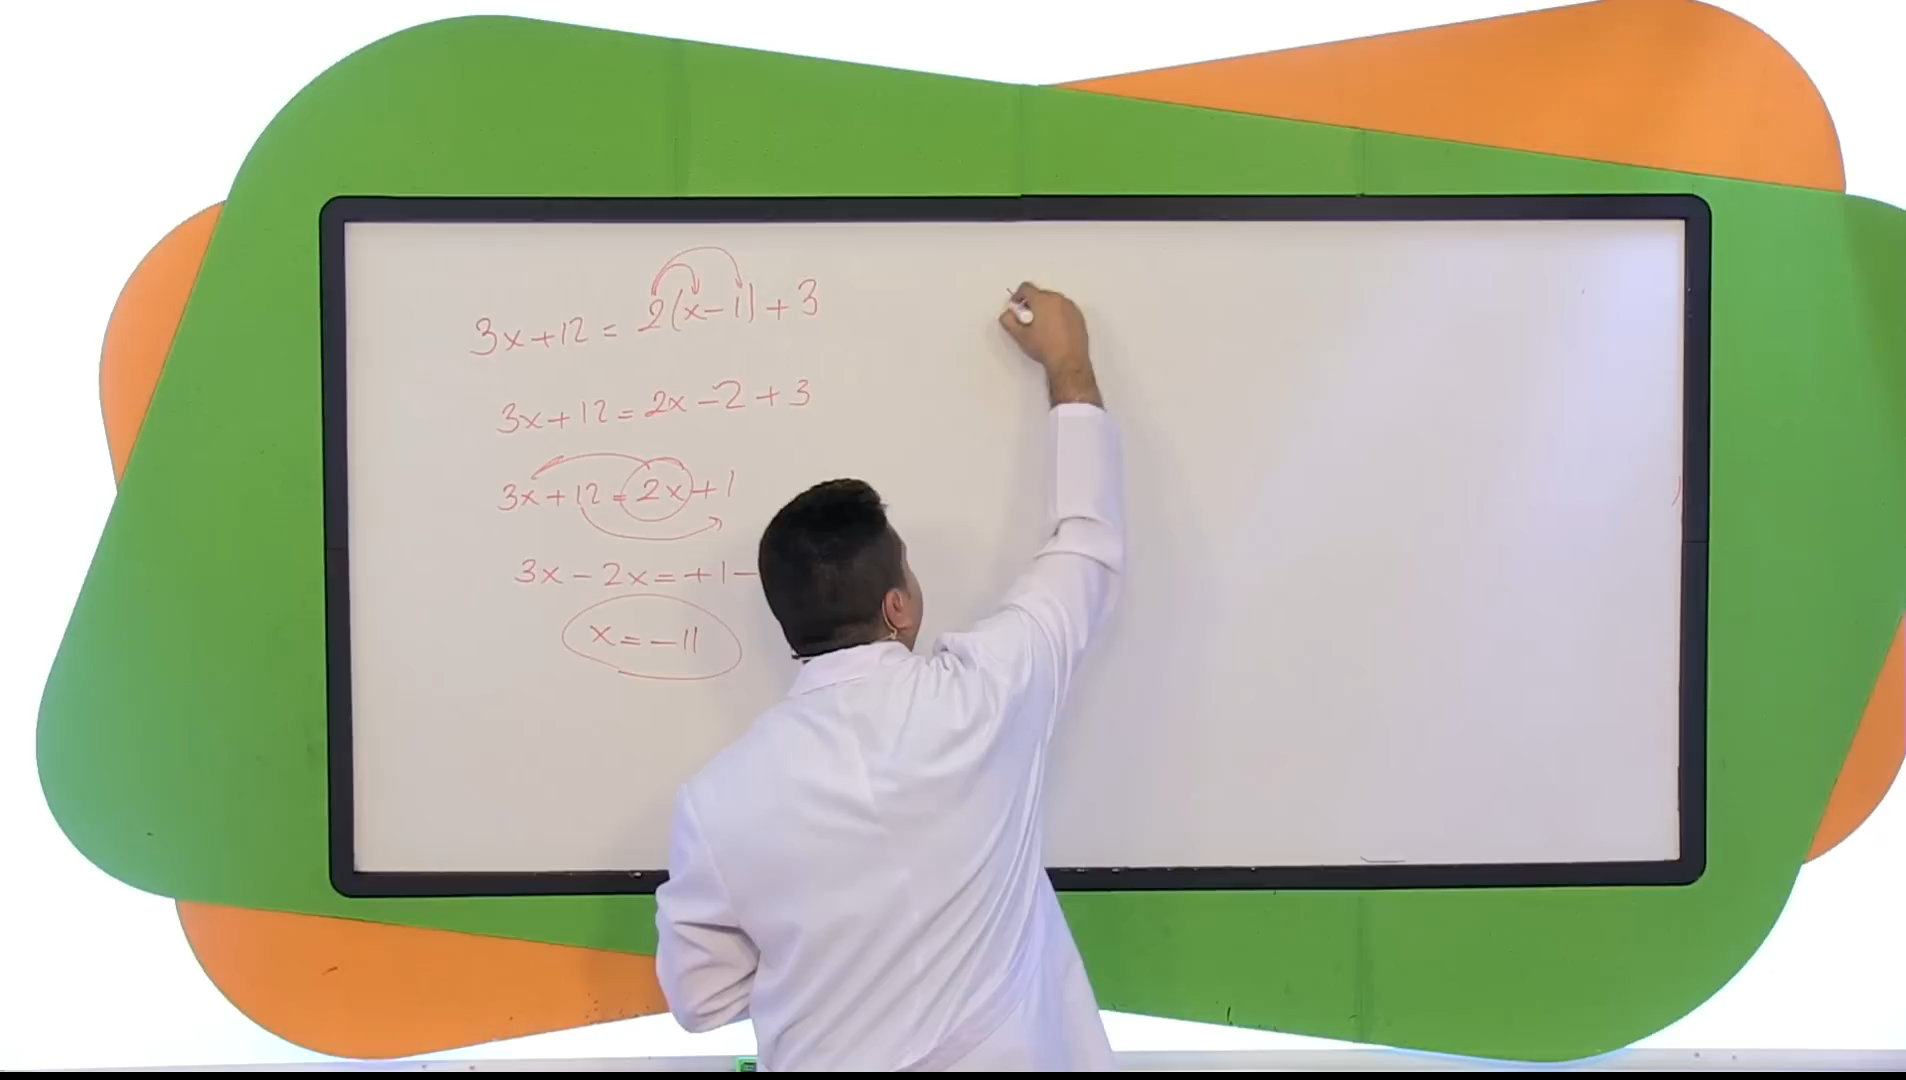 3x+12=2(x-1)+3
3x+12=2x-2+3
3x+12=2x+1
3x-2x=+1-
x=-11